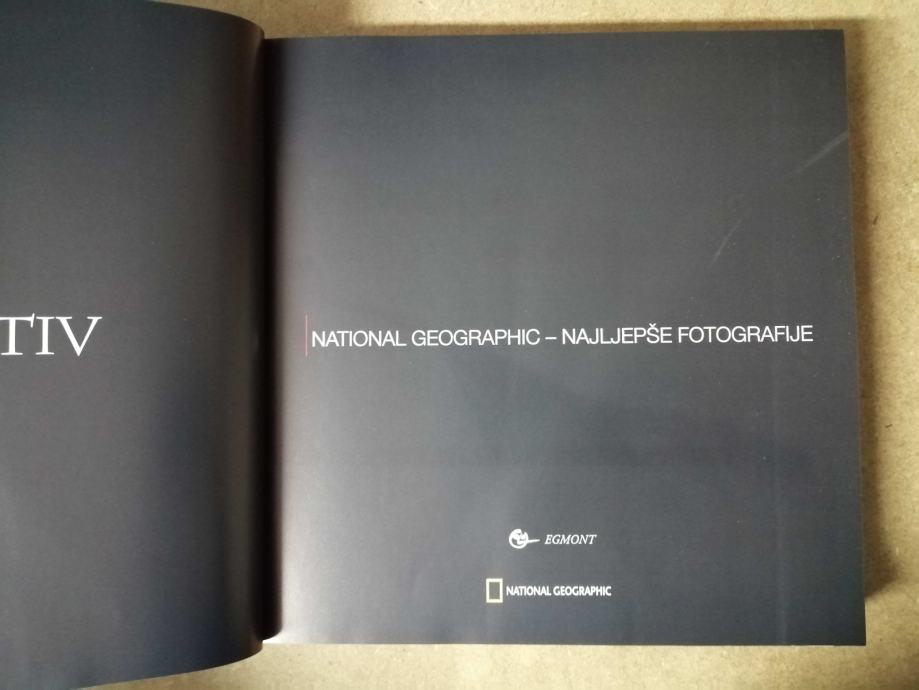 TIV
NATIONAL GEOGRAPHIC – NAJLJEPŠE FOTOGRAFIJE
EGMONT
NATIONAL GEOGRAPHIC